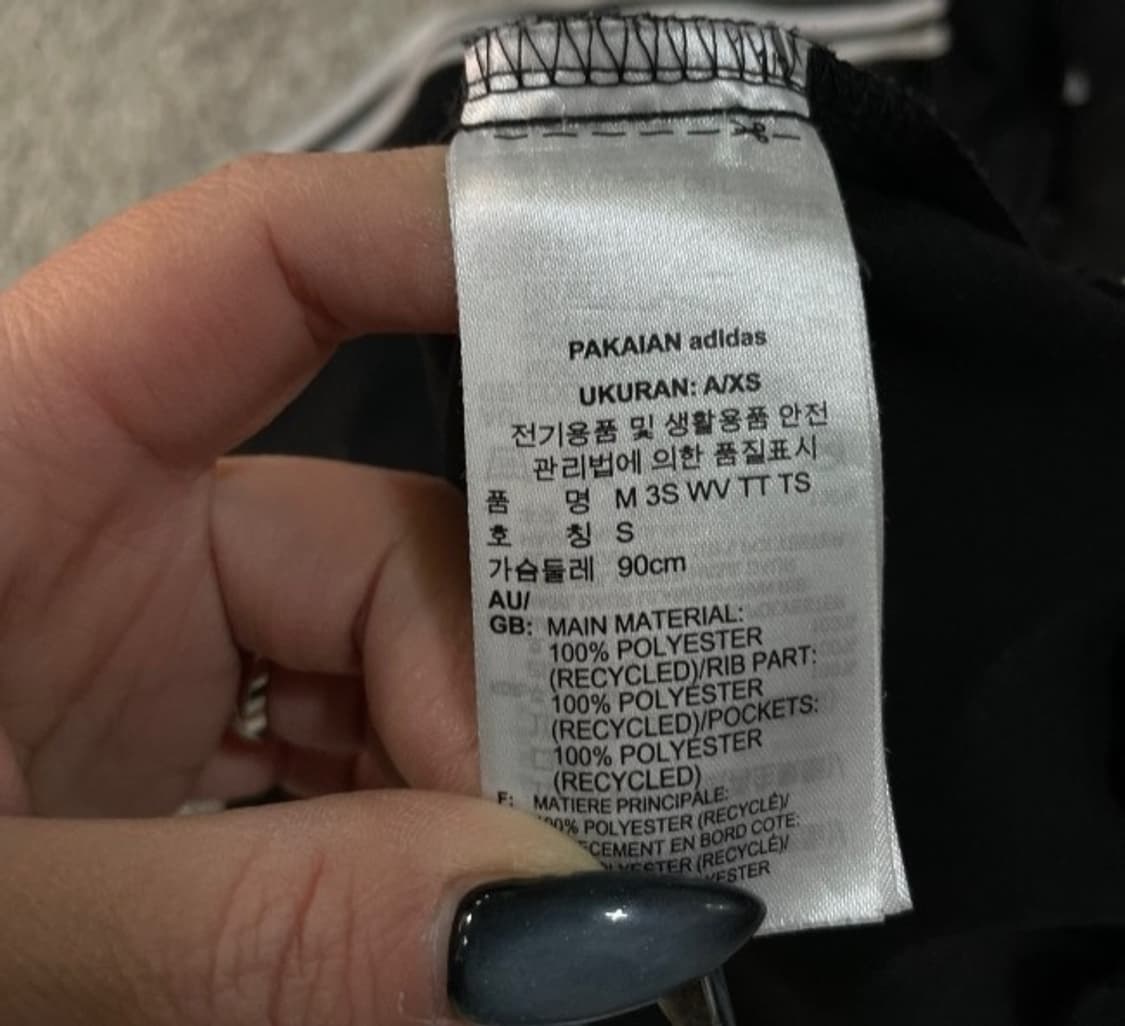 PAKAIAN adidas
UKURAN: A/XS
전기용품 및 생활용품 안전
관리법에 의한 품질표시
품 명 M 3S WV TT TS
호 칭 S
가슴둘레 90cm
AU/
GB: MAIN MATERIAL:
100% POLYESTER
(RECYCLED)/RIB PART:
100% POLYESTER
(RECYCLED)/POCKETS:
100% POLYESTER
(RECYCLED)
F: MATIERE PRINCIPALE:
POLYESTER (RECYCLÉ)/
EN BORD COTE:
(RECYCLÉ)/